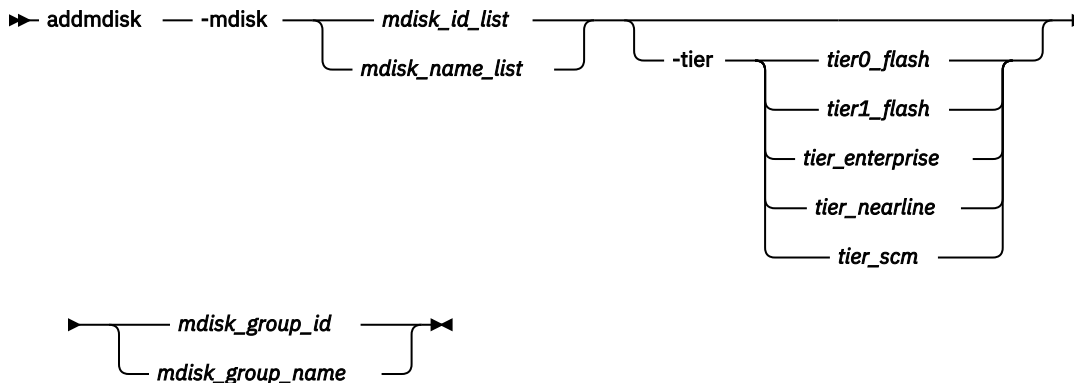 addmdisk -mdisk mdisk_id_list
mdisk_name_list
-tier tier0_flash
tier1_flash
tier_enterprise
tier_nearline
tier_scm
mdisk_group_id
mdisk_group_name